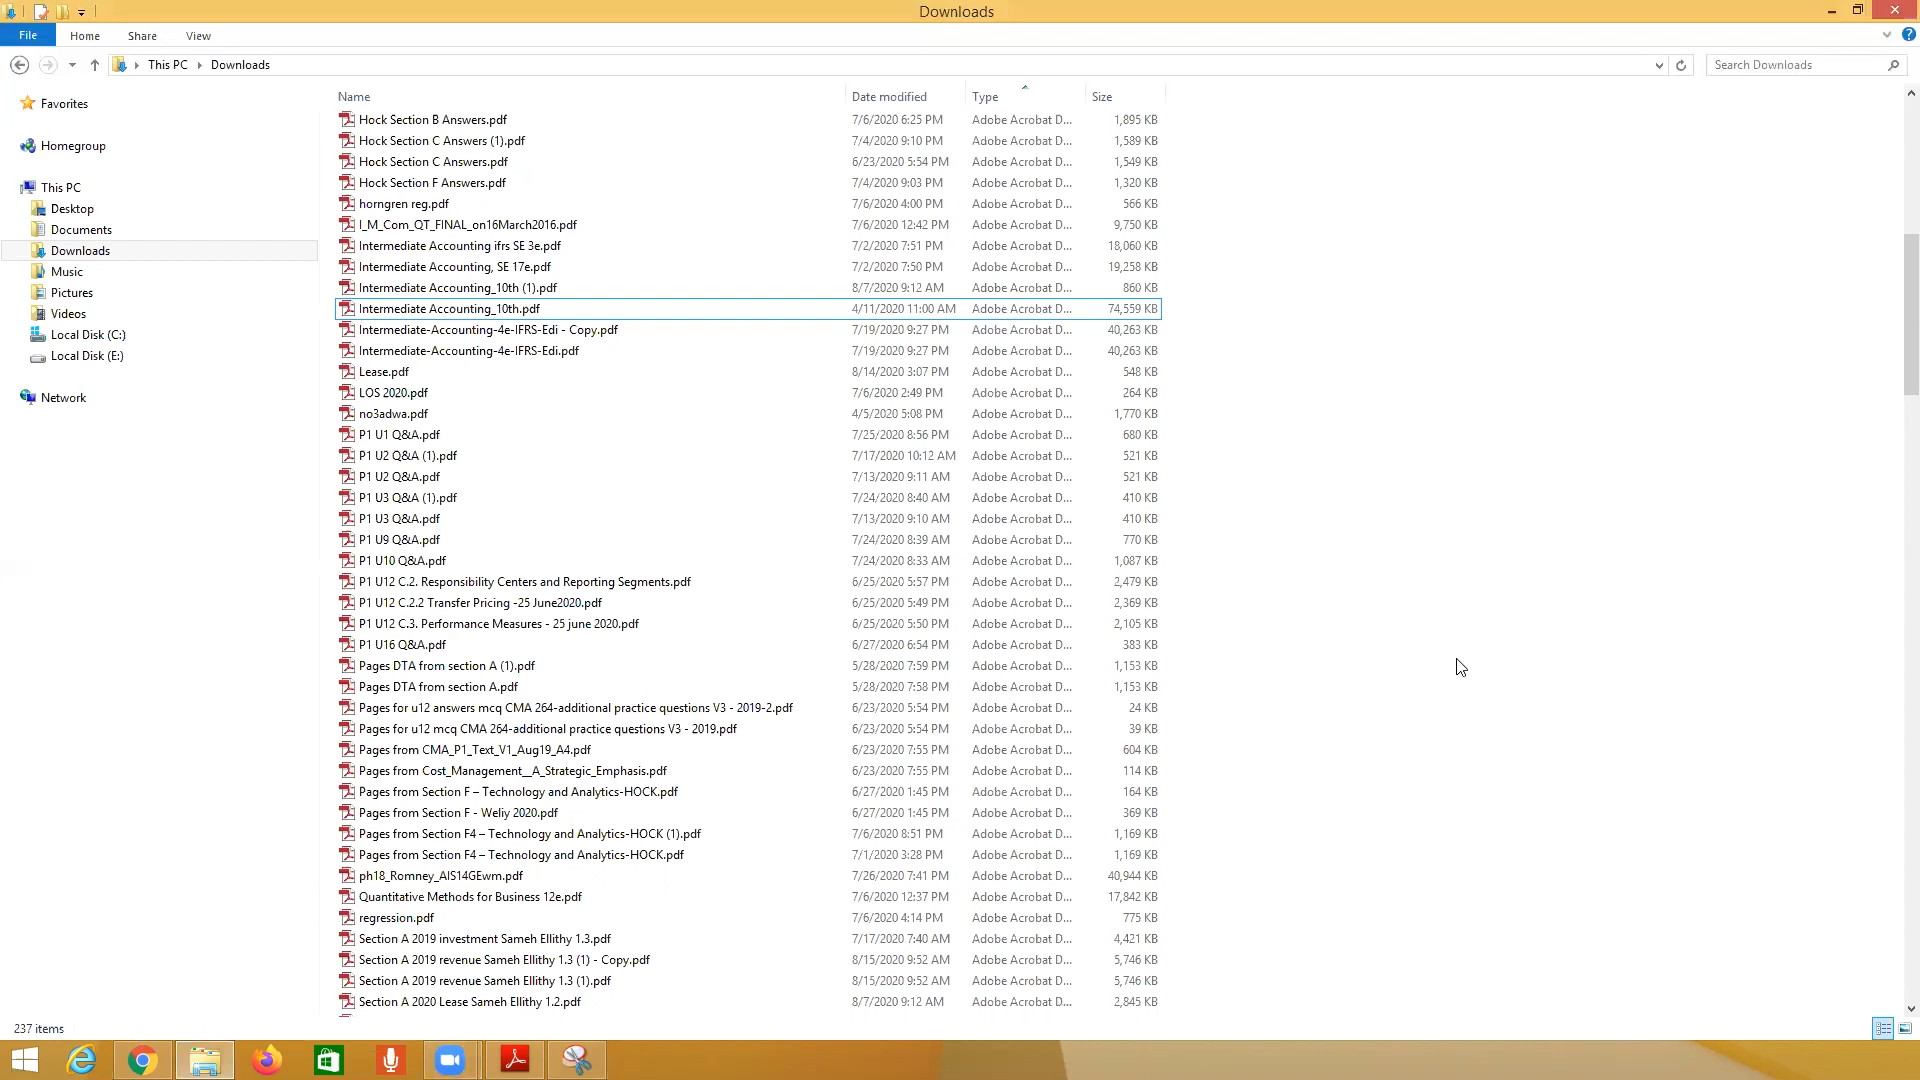 Downloads
File Home Share View
This PC Downloads Search Downloads
Favorites
Homegroup
This PC
Desktop
Documents
Downloads
Music
Pictures
Videos
Local Disk (C:)
Local Disk (E:)
Network
Name Date modified Type Size
Hock Section B Answers.pdf 7/6/2020 6:25 PM Adobe Acrobat D... 1,895 KB
Hock Section C Answers (1).pdf 7/4/2020 9:10 PM Adobe Acrobat D... 1,589 KB
Hock Section C Answers.pdf 6/23/2020 5:54 PM Adobe Acrobat D... 1,549 KB
Hock Section F Answers.pdf 7/4/2020 9:03 PM Adobe Acrobat D... 1,320 KB
horngren reg.pdf 7/6/2020 4:00 PM Adobe Acrobat D... 566 KB
I_M_Com_QT_FINAL_on16March2016.pdf 7/6/2020 12:42 PM Adobe Acrobat D... 9,750 KB
Intermediate Accounting ifrs SE 3e.pdf 7/2/2020 7:51 PM Adobe Acrobat D... 18,060 KB
Intermediate Accounting, SE 17e.pdf 7/2/2020 7:50 PM Adobe Acrobat D... 19,258 KB
Intermediate Accounting_10th (1).pdf 8/7/2020 9:12 AM Adobe Acrobat D... 860 KB
Intermediate Accounting_10th.pdf 4/11/2020 11:00 AM Adobe Acrobat D... 74,559 KB
Intermediate-Accounting-4e-IFRS-Edi - Copy.pdf 7/19/2020 9:27 PM Adobe Acrobat D... 40,263 KB
Intermediate-Accounting-4e-IFRS-Edi.pdf 7/19/2020 9:27 PM Adobe Acrobat D... 40,263 KB
Lease.pdf 8/14/2020 3:07 PM Adobe Acrobat D... 548 KB
LOS 2020.pdf 7/6/2020 2:49 PM Adobe Acrobat D... 264 KB
no3adwa.pdf 4/5/2020 5:08 PM Adobe Acrobat D... 1,770 KB
P1 U1 Q&A.pdf 7/25/2020 8:56 PM Adobe Acrobat D... 680 KB
P1 U2 Q&A (1).pdf 7/17/2020 10:12 AM Adobe Acrobat D... 521 KB
P1 U2 Q&A.pdf 7/13/2020 9:11 AM Adobe Acrobat D... 521 KB
P1 U3 Q&A (1).pdf 7/24/2020 8:40 AM Adobe Acrobat D... 410 KB
P1 U3 Q&A.pdf 7/13/2020 9:10 AM Adobe Acrobat D... 410 KB
P1 U9 Q&A.pdf 7/24/2020 8:39 AM Adobe Acrobat D... 770 KB
P1 U10 Q&A.pdf 7/24/2020 8:33 AM Adobe Acrobat D... 1,087 KB
P1 U12 C.2. Responsibility Centers and Reporting Segments.pdf 6/25/2020 5:57 PM Adobe Acrobat D... 2,479 KB
P1 U12 C.2.2 Transfer Pricing -25 June2020.pdf 6/25/2020 5:49 PM Adobe Acrobat D... 2,369 KB
P1 U12 C.3. Performance Measures - 25 june 2020.pdf 6/25/2020 5:50 PM Adobe Acrobat D... 2,105 KB
P1 U16 Q&A.pdf 6/27/2020 6:54 PM Adobe Acrobat D... 383 KB
Pages DTA from section A (1).pdf 5/28/2020 7:59 PM Adobe Acrobat D... 1,153 KB
Pages DTA from section A.pdf 5/28/2020 7:58 PM Adobe Acrobat D... 1,153 KB
Pages for u12 answers mcq CMA 264-additional practice questions V3 - 2019-2.pdf 6/23/2020 5:54 PM Adobe Acrobat D... 24 KB
Pages for u12 mcq CMA 264-additional practice questions V3 - 2019.pdf 6/23/2020 5:54 PM Adobe Acrobat D... 39 KB
Pages from CMA_P1_Text_V1_Aug19_A4.pdf 6/23/2020 7:55 PM Adobe Acrobat D... 604 KB
Pages from Cost_Management__A_Strategic_Emphasis.pdf 6/23/2020 7:55 PM Adobe Acrobat D... 114 KB
Pages from Section F – Technology and Analytics-HOCK.pdf 6/27/2020 1:45 PM Adobe Acrobat D... 164 KB
Pages from Section F - Weliy 2020.pdf 6/27/2020 1:45 PM Adobe Acrobat D... 369 KB
Pages from Section F4 – Technology and Analytics-HOCK (1).pdf 7/6/2020 8:51 PM Adobe Acrobat D... 1,169 KB
Pages from Section F4 – Technology and Analytics-HOCK.pdf 7/1/2020 3:28 PM Adobe Acrobat D... 1,169 KB
ph18_Romney_AIS14GEwm.pdf 7/26/2020 7:41 PM Adobe Acrobat D... 40,944 KB
Quantitative Methods for Business 12e.pdf 7/6/2020 12:37 PM Adobe Acrobat D... 17,842 KB
regression.pdf 7/6/2020 4:14 PM Adobe Acrobat D... 775 KB
Section A 2019 investment Sameh Ellithy 1.3.pdf 7/17/2020 7:40 AM Adobe Acrobat D... 4,421 KB
Section A 2019 revenue Sameh Ellithy 1.3 (1) - Copy.pdf 8/15/2020 9:52 AM Adobe Acrobat D... 5,746 KB
Section A 2019 revenue Sameh Ellithy 1.3 (1).pdf 8/15/2020 9:52 AM Adobe Acrobat D... 5,746 KB
Section A 2020 Lease Sameh Ellithy 1.2.pdf 8/7/2020 9:12 AM Adobe Acrobat D... 2,845 KB
237 items